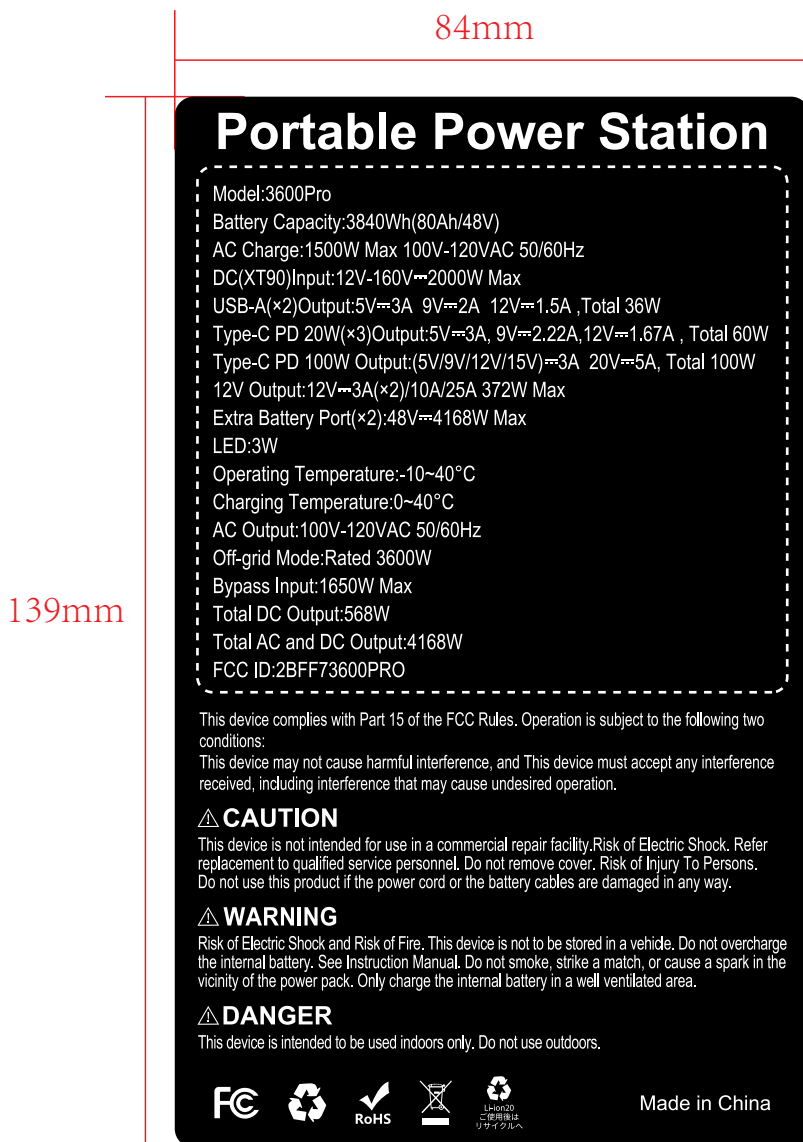 84mm
139mm
Portable Power Station
Model:3600Pro
Battery Capacity:3840Wh(80Ah/48V)
AC Charge:1500W Max 100V-120VAC 50/60Hz
DC(XT90)Input:12V-160V⎓2000W Max
USB-A(×2)Output:5V⎓3A 9V⎓2A 12V⎓1.5A ,Total 36W
Type-C PD 20W(×3)Output:5V⎓3A, 9V⎓2.22A,12V⎓1.67A , Total 60W
Type-C PD 100W Output:(5V/9V/12V/15V)⎓3A 20V⎓5A, Total 100W
12V Output:12V⎓3A(×2)/10A/25A 372W Max
Extra Battery Port(×2):48V⎓4168W Max
LED:3W
Operating Temperature:-10~40°C
Charging Temperature:0~40°C
AC Output:100V-120VAC 50/60Hz
Off-grid Mode:Rated 3600W
Bypass Input:1650W Max
Total DC Output:568W
Total AC and DC Output:4168W
FCC ID:2BFF73600PRO
This device complies with Part 15 of the FCC Rules. Operation is subject to the following two
conditions:
This device may not cause harmful interference, and This device must accept any interference
received, including interference that may cause undesired operation.
⚠ CAUTION
This device is not intended for use in a commercial repair facility.Risk of Electric Shock. Refer
replacement to qualified service personnel. Do not remove cover. Risk of Injury To Persons.
Do not use this product if the power cord or the battery cables are damaged in any way.
⚠ WARNING
Risk of Electric Shock and Risk of Fire. This device is not to be stored in a vehicle. Do not overcharge
the internal battery. See Instruction Manual. Do not smoke, strike a match, or cause a spark in the
vicinity of the power pack. Only charge the internal battery in a well ventilated area.
⚠ DANGER
This device is intended to be used indoors only. Do not use outdoors.
FC
RoHS
Li-ion20
ご使用後は
リサイクルへ
Made in China